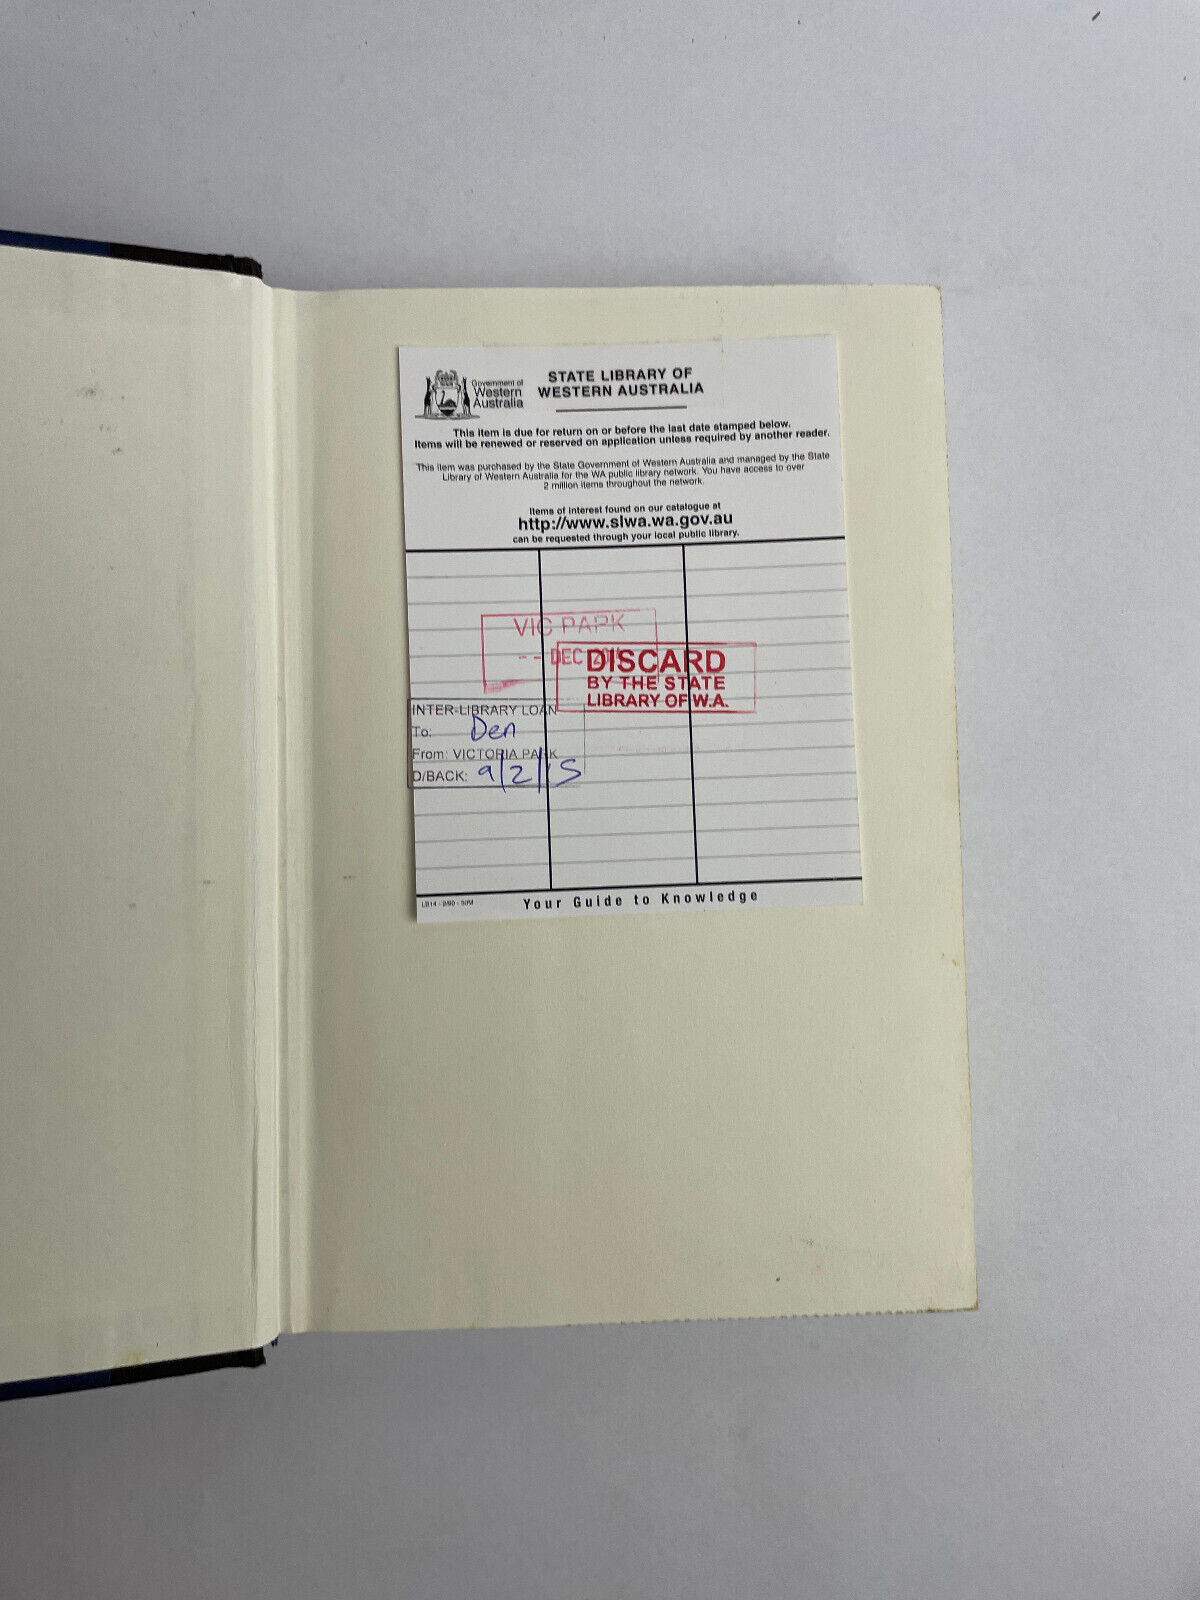 Government of
Western
Australia
STATE LIBRARY OF
WESTERN AUSTRALIA
This item is due for return on or before the last date stamped below.
Items will be renewed or reserved on application unless required by another reader.
This item was purchased by the State Government of Western Australia and managed by the State
Library of Western Australia for the WA public library network. You have access to over
2 million items throughout the network.
Items of interest found on our catalogue at
http://www.slwa.wa.gov.au
can be requested through your local public library.
VIC PARK
-- DEC
DISCARD
BY THE STATE
LIBRARY OF W.A.
INTER-LIBRARY LOAN
To: Den
From: VICTORIA PARK
D/BACK: 9/2/15
Your Guide to Knowledge